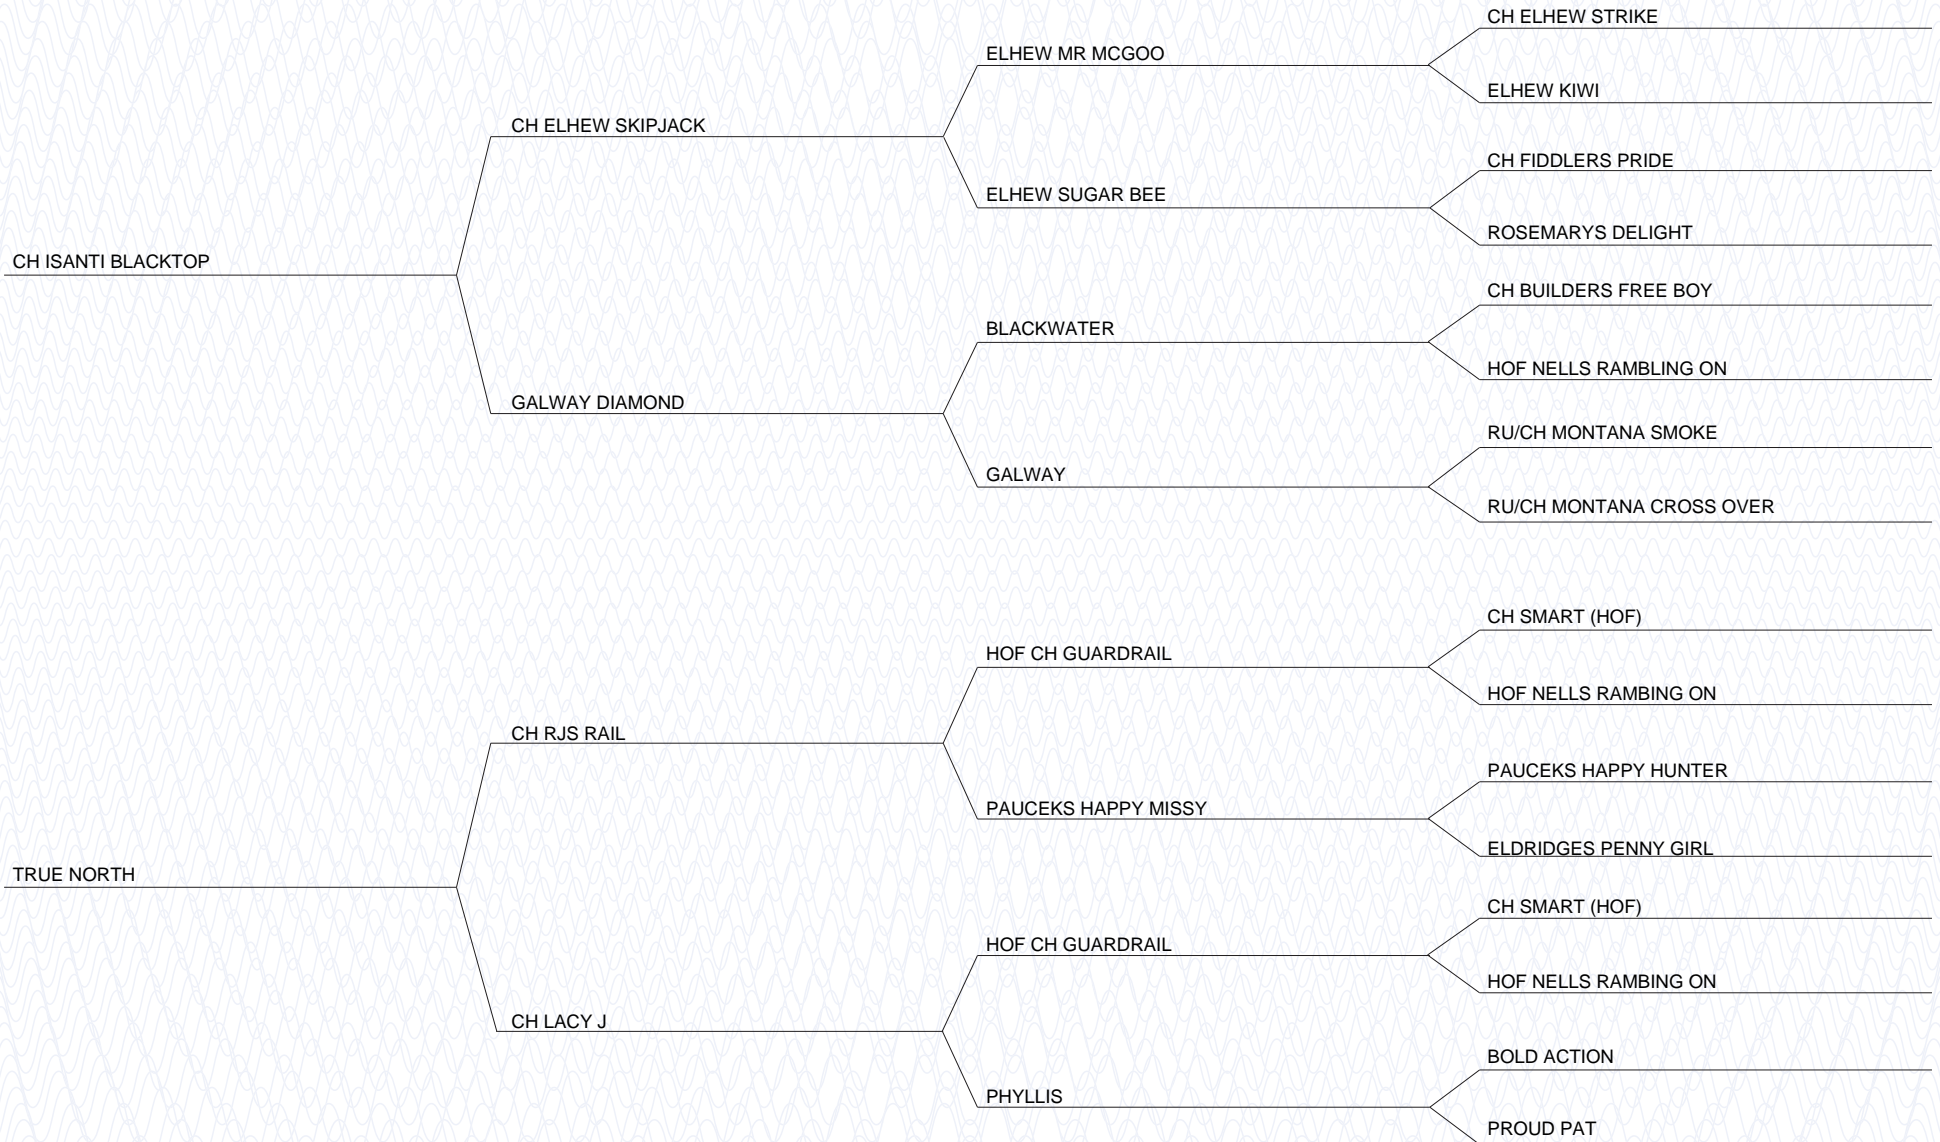 CH ELHEW STRIKE
ELHEW MR MCGOO
ELHEW KIWI
CH ELHEW SKIPJACK
CH FIDDLERS PRIDE
ELHEW SUGAR BEE
ROSEMARYS DELIGHT
CH ISANTI BLACKTOP
CH BUILDERS FREE BOY
BLACKWATER
HOF NELLS RAMBLING ON
GALWAY DIAMOND
RU/CH MONTANA SMOKE
GALWAY
RU/CH MONTANA CROSS OVER
CH SMART (HOF)
HOF CH GUARDRAIL
HOF NELLS RAMBING ON
CH RJS RAIL
PAUCEKS HAPPY HUNTER
PAUCEKS HAPPY MISSY
ELDRIDGES PENNY GIRL
TRUE NORTH
CH SMART (HOF)
HOF CH GUARDRAIL
HOF NELLS RAMBING ON
CH LACY J
BOLD ACTION
PHYLLIS
PROUD PAT